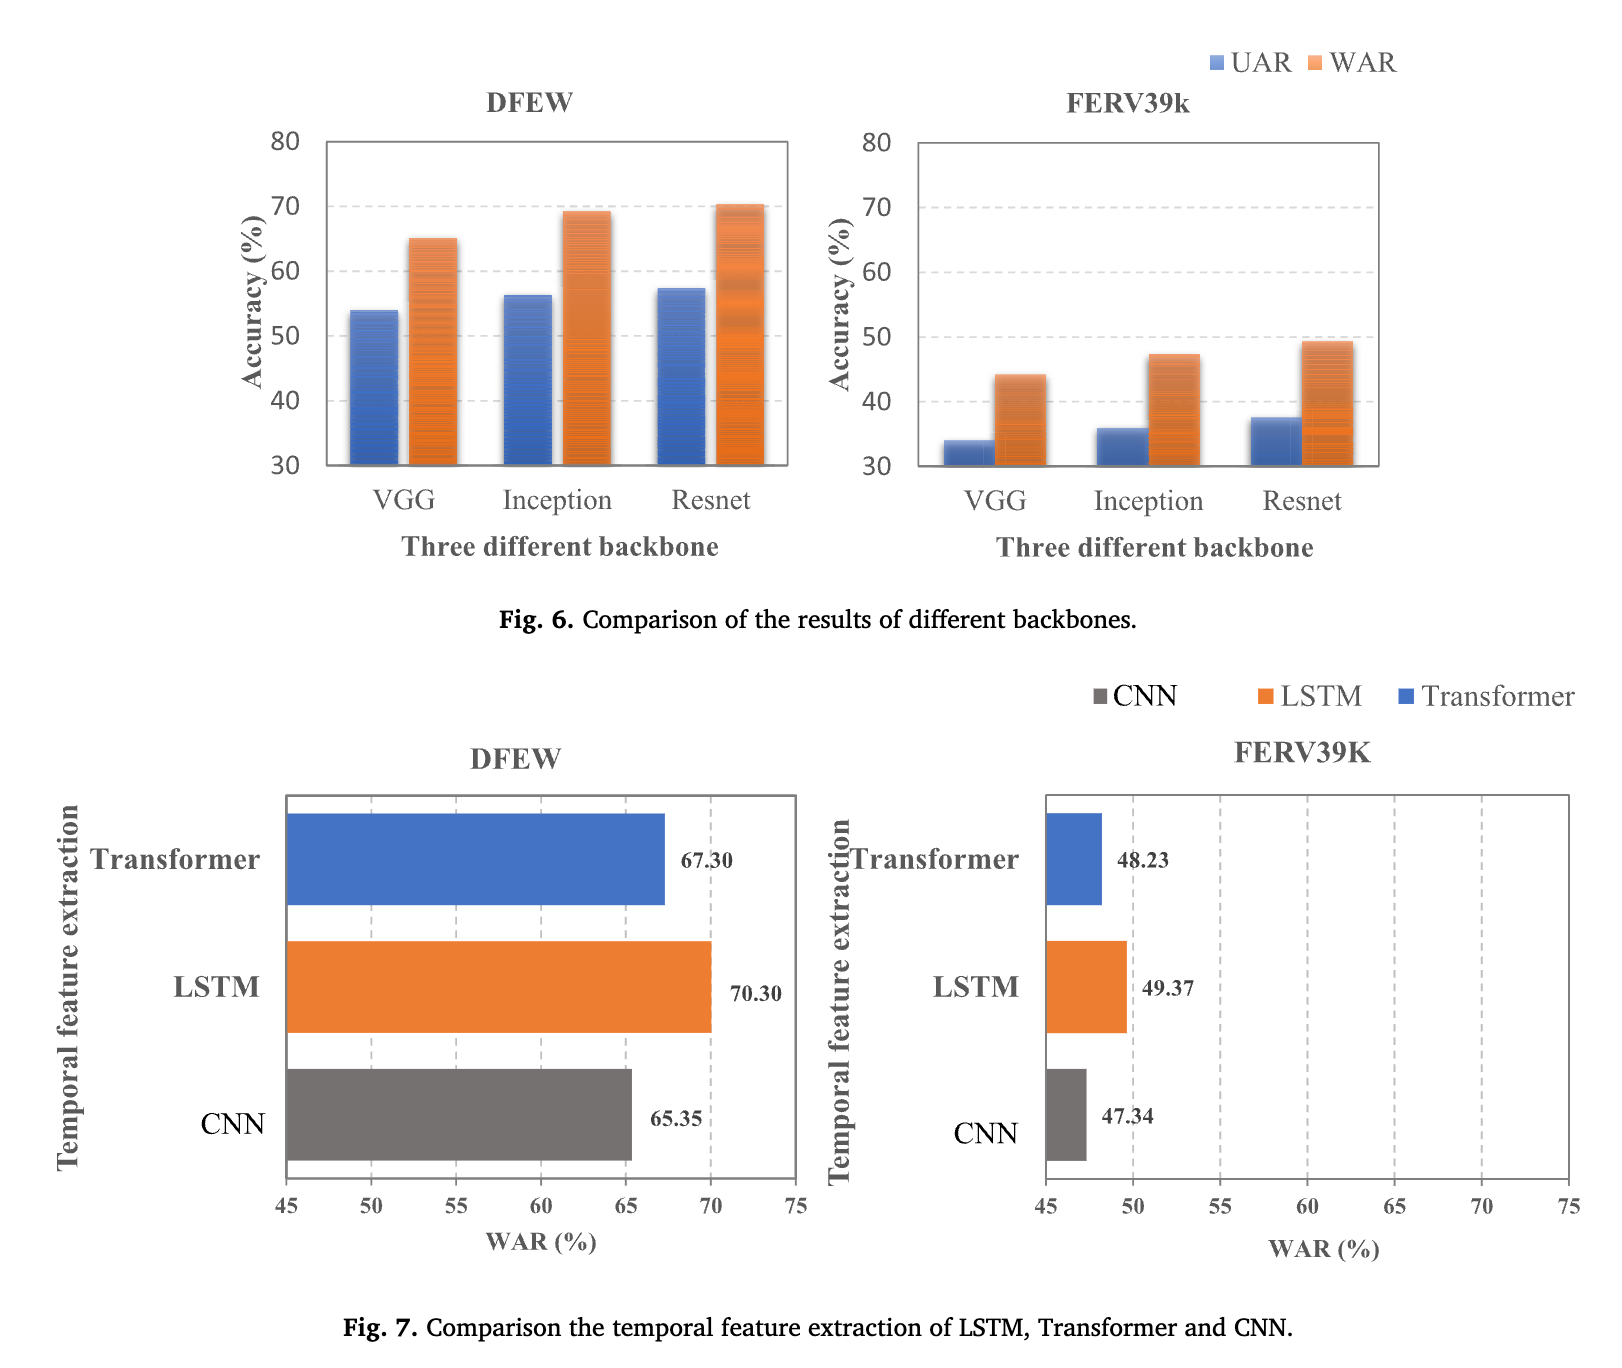 UAR WAR
DFEW
FERV39k
80
70
60
50
40
30
Accuracy (%)
VGG Inception Resnet
Three different backbone
80
70
60
50
40
30
Accuracy (%)
VGG Inception Resnet
Three different backbone
Fig. 6. Comparison of the results of different backbones.
CNN LSTM Transformer
DFEW
Temporal feature extraction
Transformer
67.30
LSTM
70.30
CNN
65.35
45 50 55 60 65 70 75
WAR (%)
FERV39K
Temporal feature extraction
Transformer
48.23
LSTM
49.37
CNN
47.34
45 50 55 60 65 70 75
WAR (%)
Fig. 7. Comparison the temporal feature extraction of LSTM, Transformer and CNN.